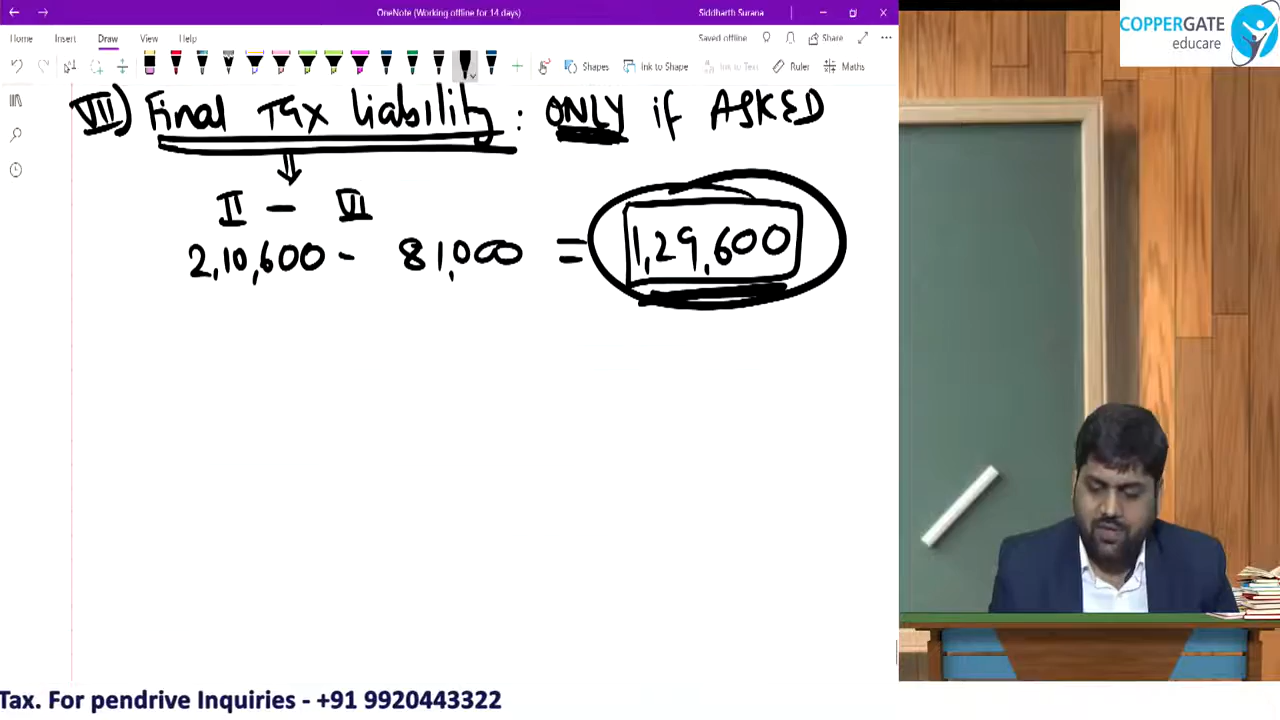 OneNote (Working offline for 14 days)
Siddharth Surana
COPPERGATE
educare
Home Insert Draw View Help
Saved offline
Share
Shapes
Ink to Shape
Ink to Text
Ruler
Maths
VII) Final Tax Liability : ONLY if ASKED
II - VI
2,10,600 - 81,000 = 1,29,600
Tax. For pendrive Inquiries - +91 9920443322